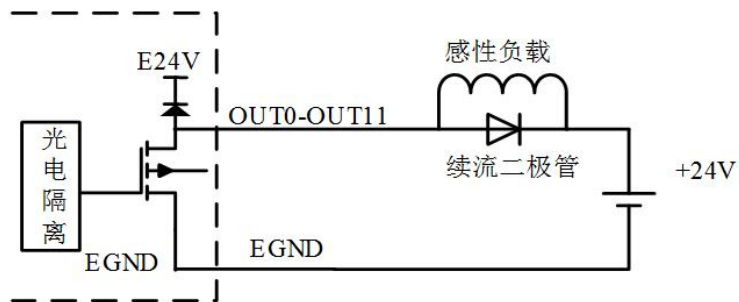 E24V
感性负载
OUT0-OUT11
光电隔离
续流二极管
+24V
EGND
EGND